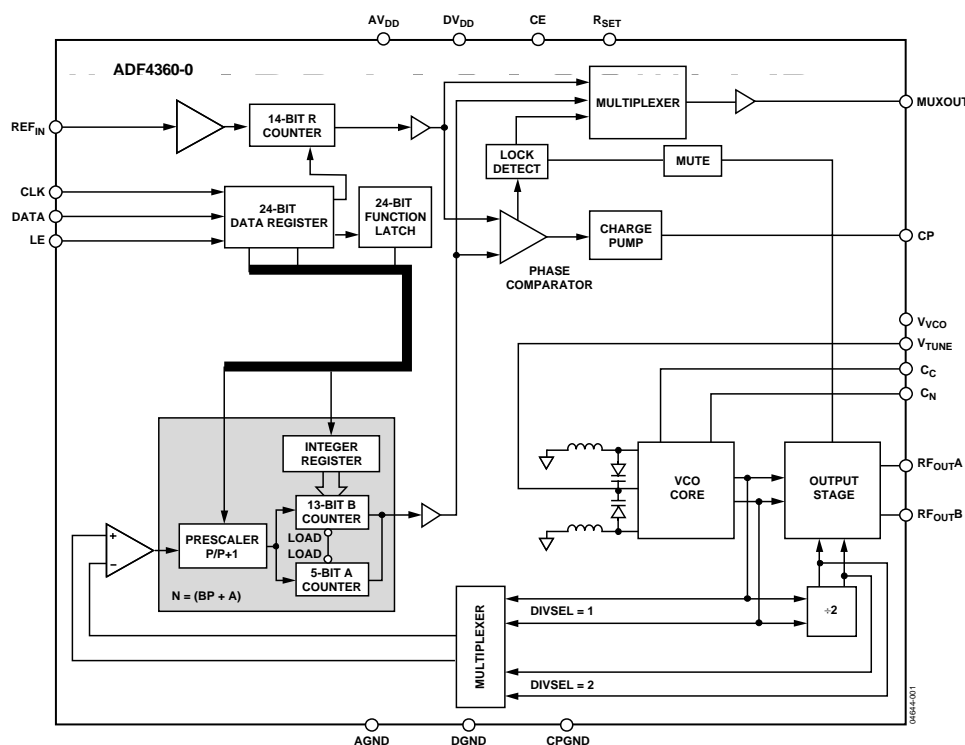 AVDD
DVDD
CE
RSET
ADF4360-0
MULTIPLEXER
MUXOUT
REFIN
14-BIT R
COUNTER
LOCK
DETECT
MUTE
CLK
DATA
LE
24-BIT
DATA REGISTER
24-BIT
FUNCTION
LATCH
CHARGE
PUMP
CP
PHASE
COMPARATOR
VVCO
VTUNE
CC
CN
INTEGER
REGISTER
13-BIT B
COUNTER
LOAD
LOAD
PRESCALER
P/P+1
5-BIT A
COUNTER
+
−
N = (BP + A)
VCO
CORE
OUTPUT
STAGE
RFOUTA
RFOUTB
MULTIPLEXER
DIVSEL = 1
÷2
DIVSEL = 2
04644-001
AGND
DGND
CPGND